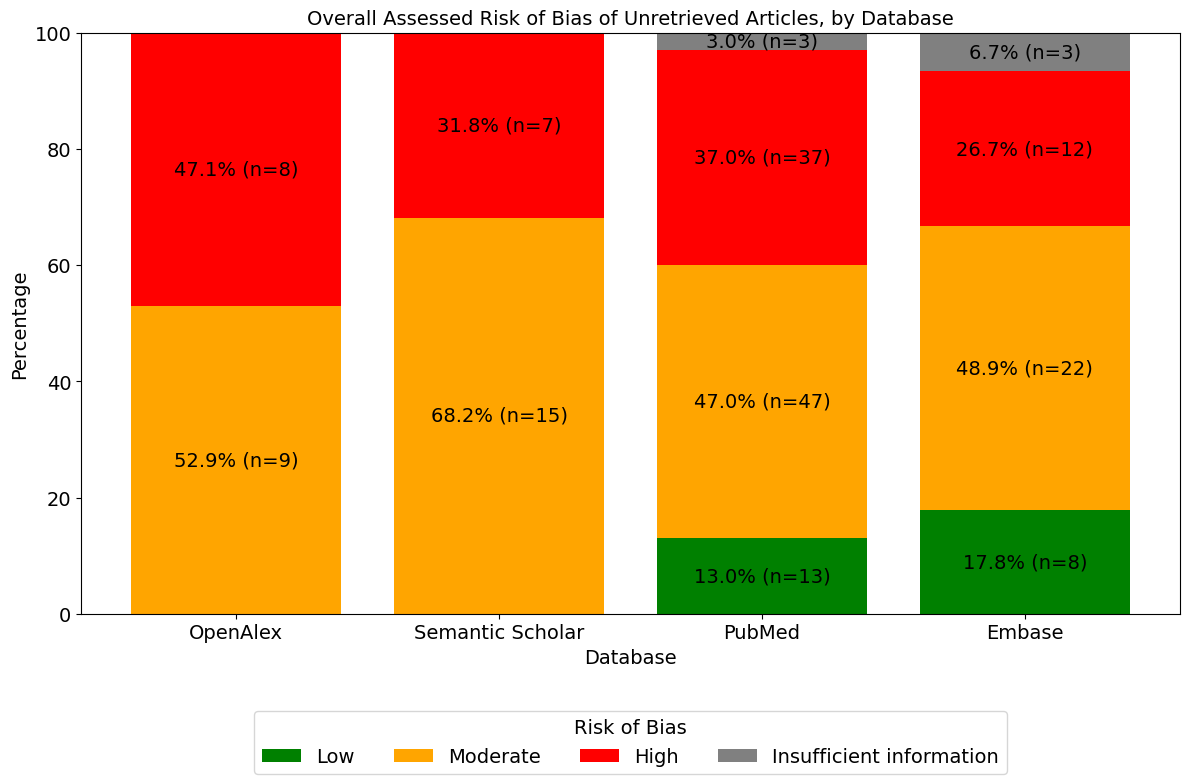 Overall Assessed Risk of Bias of Unretrieved Articles, by Database
Percentage
100
80
60
40
20
0
47.1% (n=8)
52.9% (n=9)
31.8% (n=7)
68.2% (n=15)
3.0% (n=3)
37.0% (n=37)
47.0% (n=47)
13.0% (n=13)
6.7% (n=3)
26.7% (n=12)
48.9% (n=22)
17.8% (n=8)
OpenAlex
Semantic Scholar
PubMed
Embase
Database
Risk of Bias
Low
Moderate
High
Insufficient information